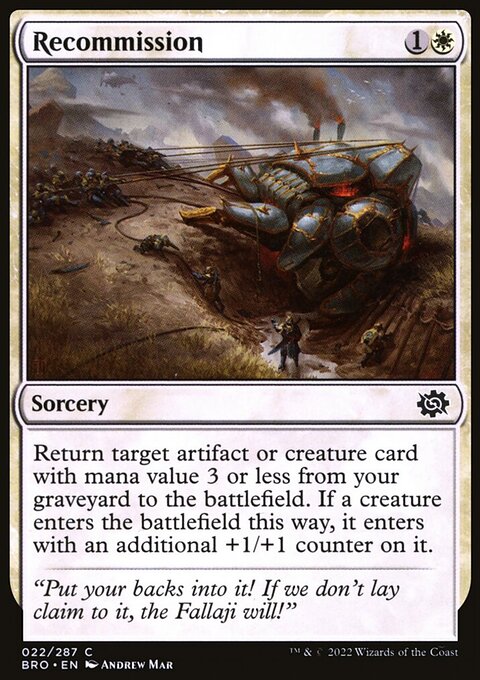 Recommission
1
Sorcery
Return target artifact or creature card
with mana value 3 or less from your
graveyard to the battlefield. If a creature
enters the battlefield this way, it enters
with an additional +1/+1 counter on it.
“Put your backs into it! If we don’t lay
claim to it, the Fallaji will!”
022/287 C
BRO • EN Andrew Mar
™ & © 2022 Wizards of the Coast